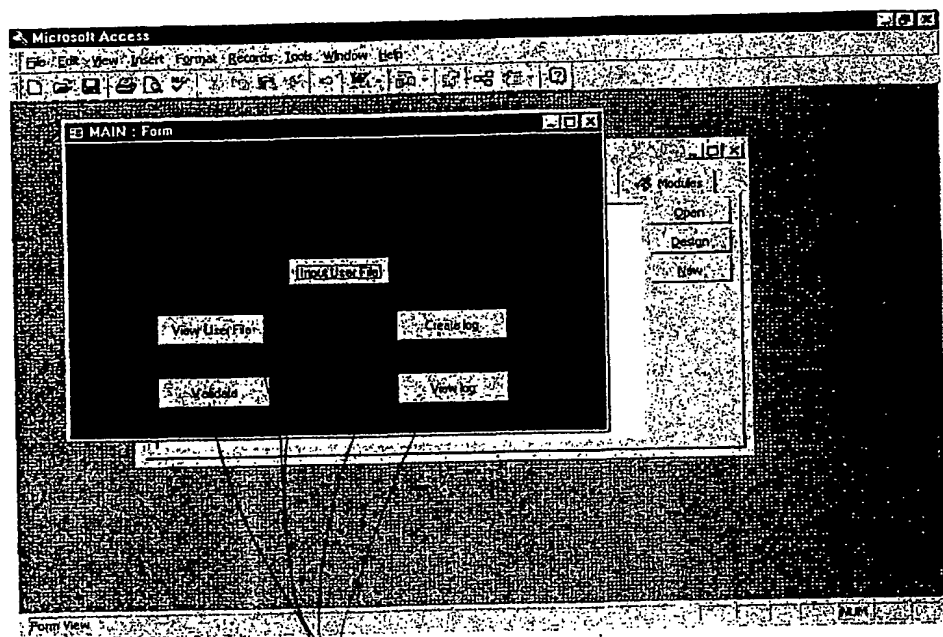 Microsoft Access
File Edit View Insert Format Records Tools Window Help
MAIN : Form
Modules
Open
Design
New
Input User File
View User File
Create log
Validate
View log
Form View
NUM